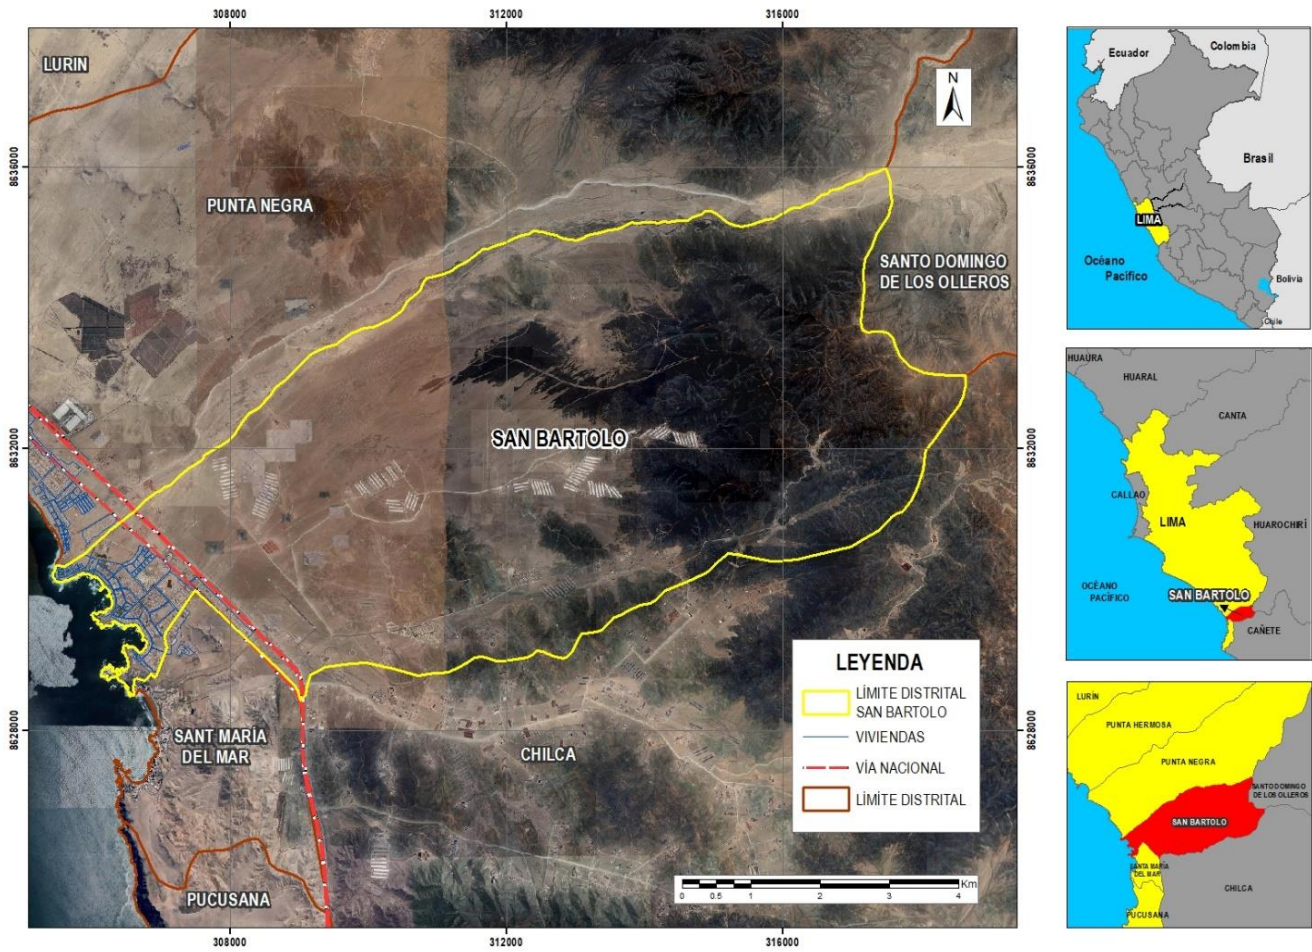 308000
312000
316000
8636000
8632000
8628000
8636000
8632000
8628000
308000
312000
316000
LURIN
PUNTA NEGRA
N
SANTO DOMINGO
DE LOS OLLEROS
SAN BARTOLO
SANT MARÍA
DEL MAR
CHILCA
PUCUSANA
LEYENDA
LÍMITE DISTRITAL
SAN BARTOLO
VIVIENDAS
VÍA NACIONAL
LÍMITE DISTRITAL
0 0.5 1 2 3 4 Km
Ecuador
Colombia
Brasil
LIMA
Océano
Pacífico
Bolivia
Chile
HUAURA
HUARAL
CANTA
CALLAO
LIMA
HUAROCHIRÍ
OCÉANO
PACÍFICO
SAN BARTOLO
CAÑETE
LURÍN
PUNTA HERMOSA
PUNTA NEGRA
SANTO DOMINGO
DE LOS OLLEROS
SAN BARTOLO
SANTA MARÍA
DEL MAR
CHILCA
PUCUSANA